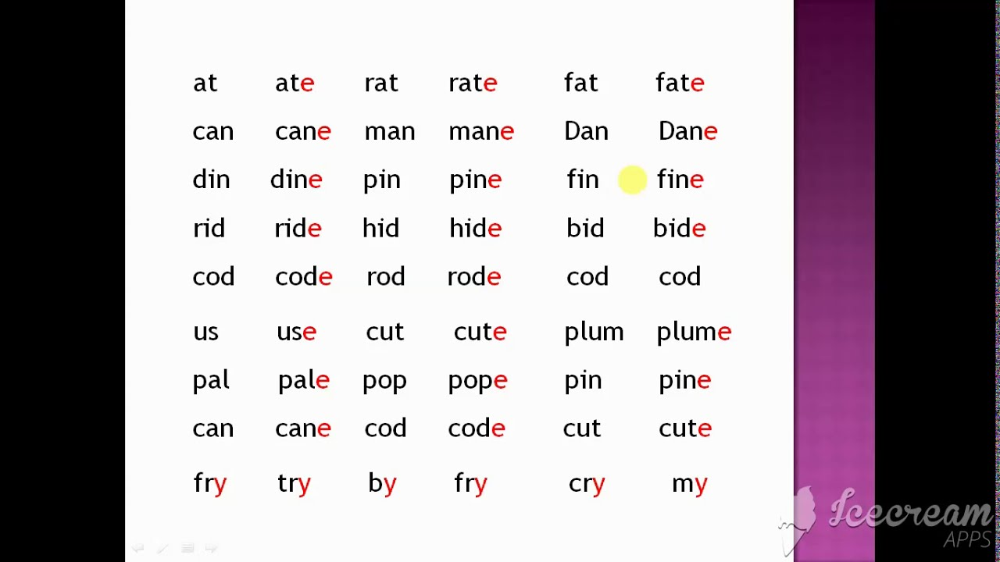 at ate rat rate fat fate
can cane man mane Dan Dane
din dine pin pine fin fine
rid ride hid hide bid bide
cod code rod rode cod cod
us use cut cute plum plume
pal pale pop pope pin pine
can cane cod code cut cute
fry try by fry cry my
Icecream
APPS